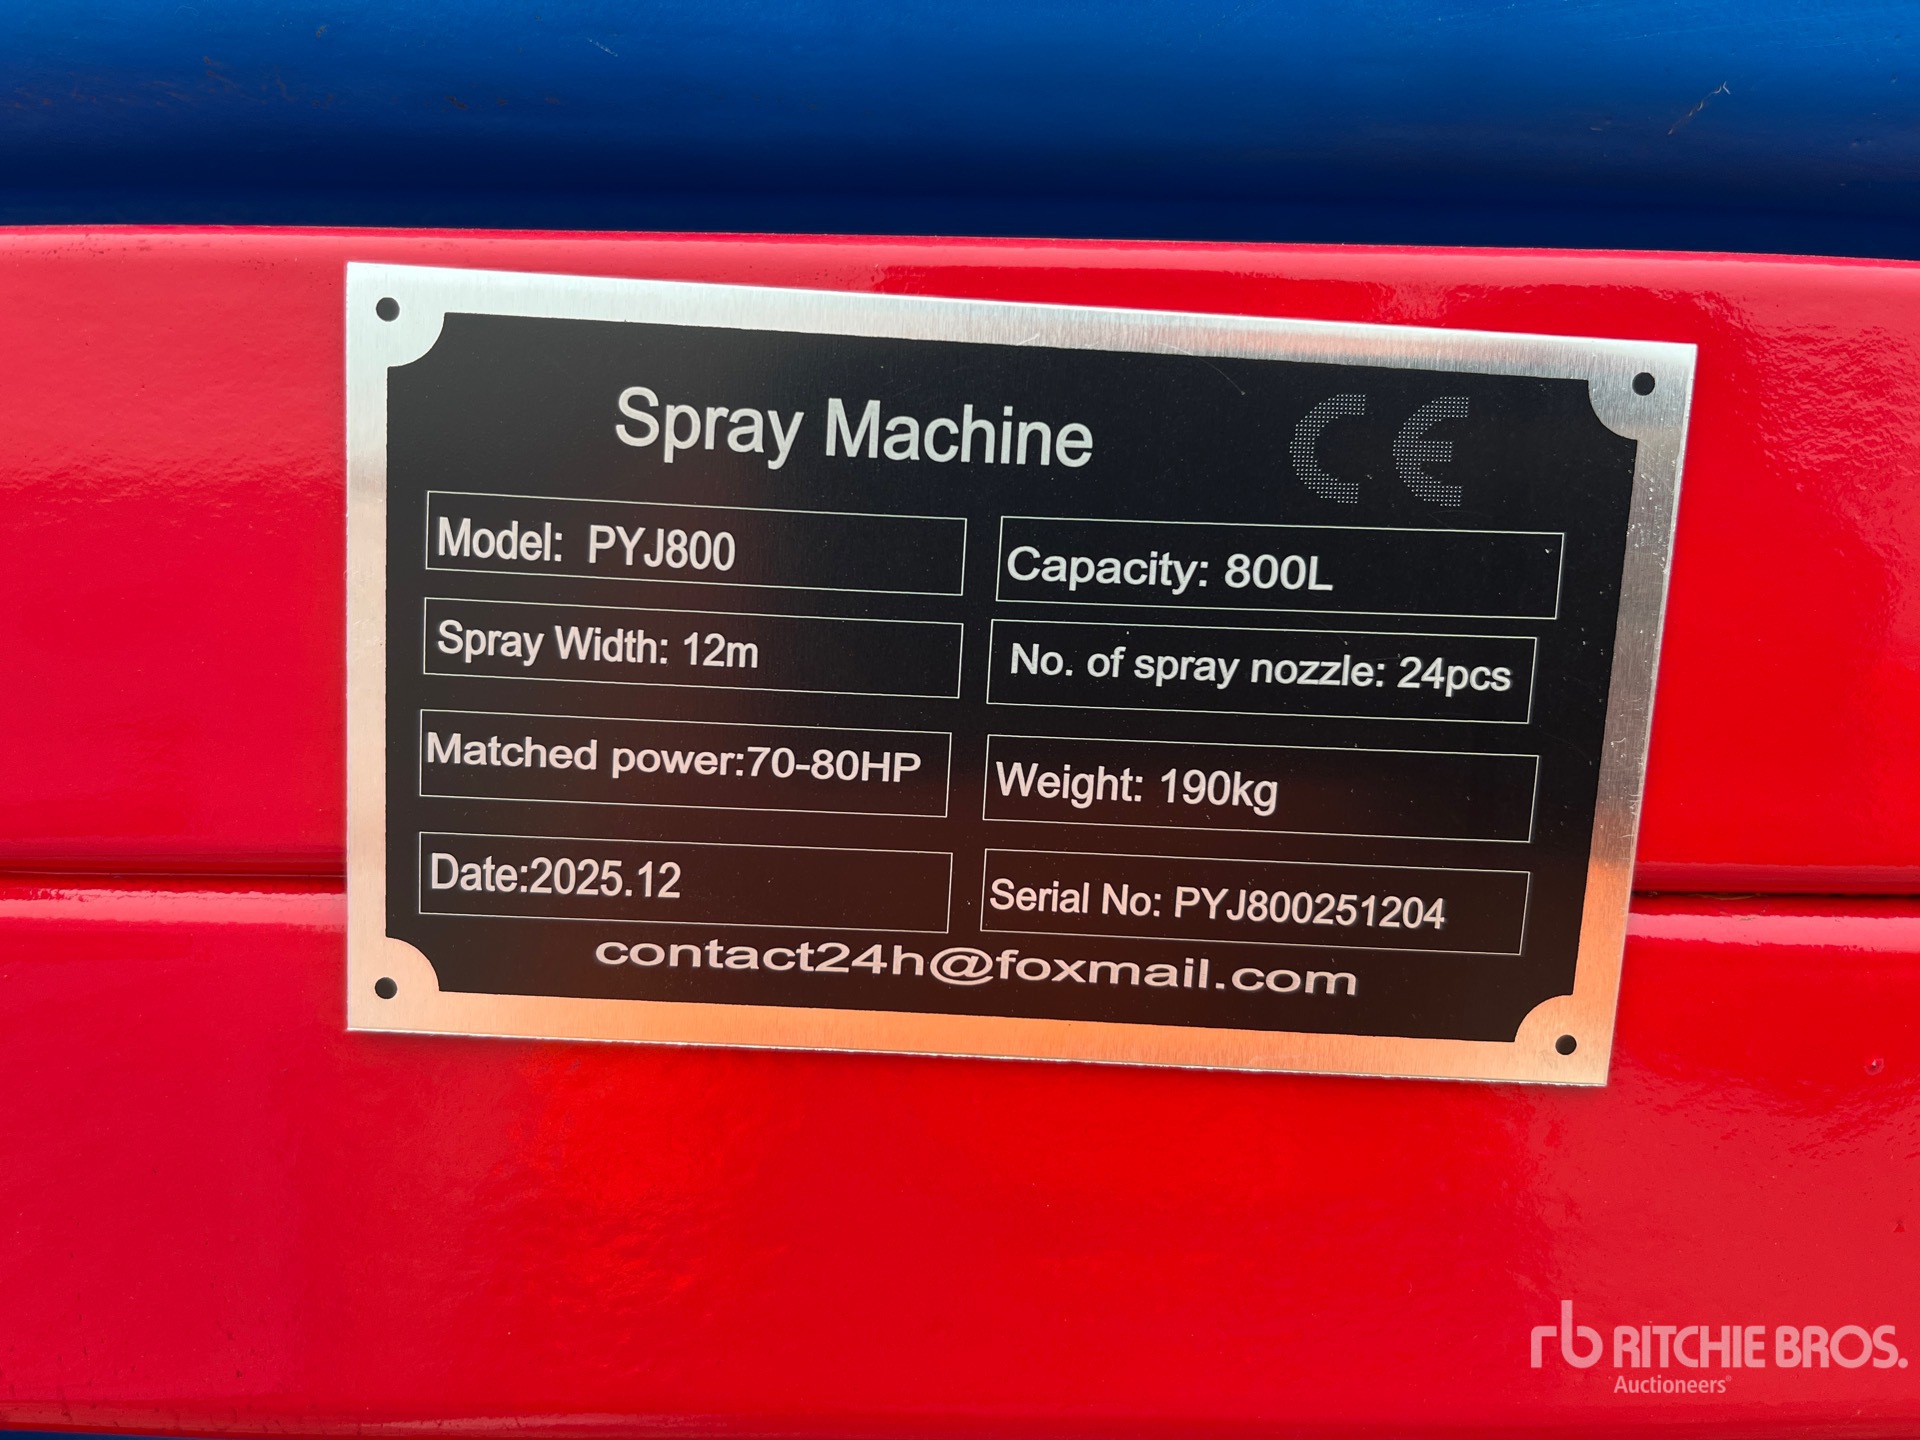 Spray Machine CE
Model: PYJ800
Capacity: 800L
Spray Width: 12m
No. of spray nozzle: 24pcs
Matched power:70-80HP
Weight: 190kg
Date:2025.12
Serial No: PYJ800251204
contact24h@foxmail.com
rb RITCHIE BROS.
Auctioneers